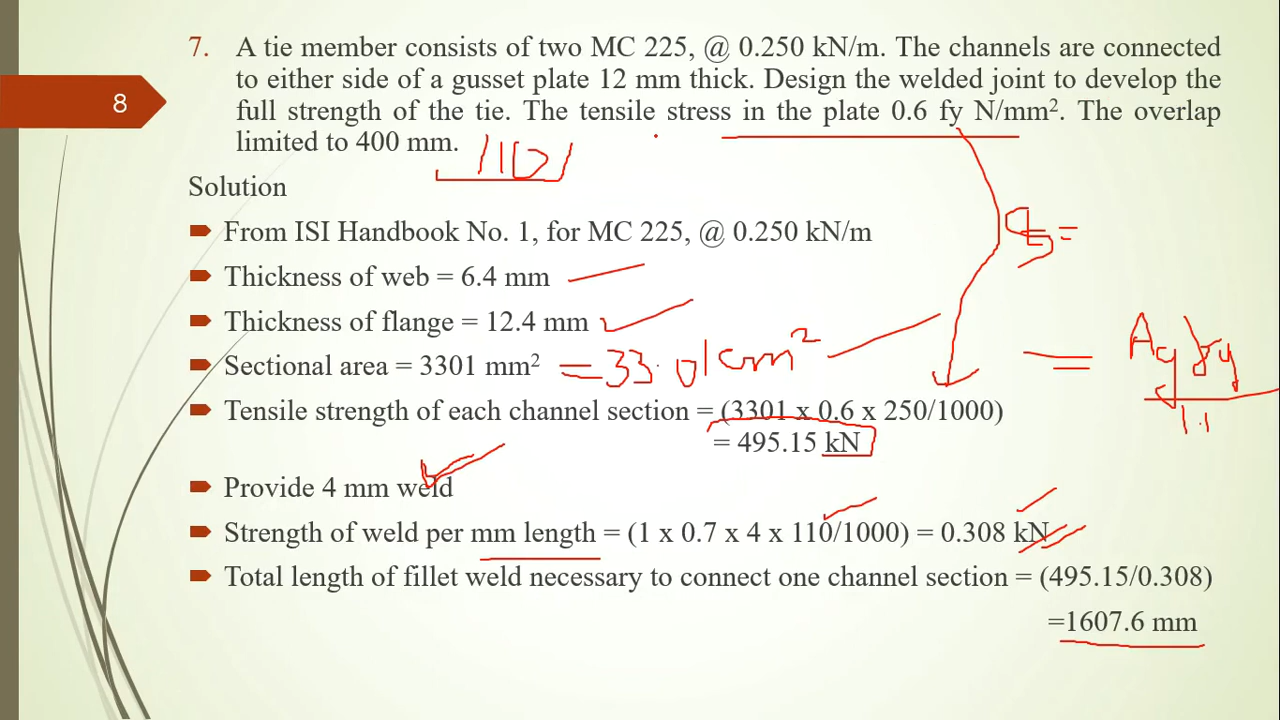 8
7. A tie member consists of two MC 225, @ 0.250 kN/m. The channels are connected
to either side of a gusset plate 12 mm thick. Design the welded joint to develop the
full strength of the tie. The tensile stress in the plate 0.6 fy N/mm². The overlap
limited to 400 mm.
Solution
From ISI Handbook No. 1, for MC 225, @ 0.250 kN/m
Thickness of web = 6.4 mm
Thickness of flange = 12.4 mm
Sectional area = 3301 mm² = 33.01cm²
Tensile strength of each channel section = (3301 x 0.6 x 250/1000)
= 495.15 kN
Provide 4 mm weld
Strength of weld per mm length = (1 x 0.7 x 4 x 110/1000) = 0.308 kN
Total length of fillet weld necessary to connect one channel section = (495.15/0.308)
=1607.6 mm
= Ag fy
1.1